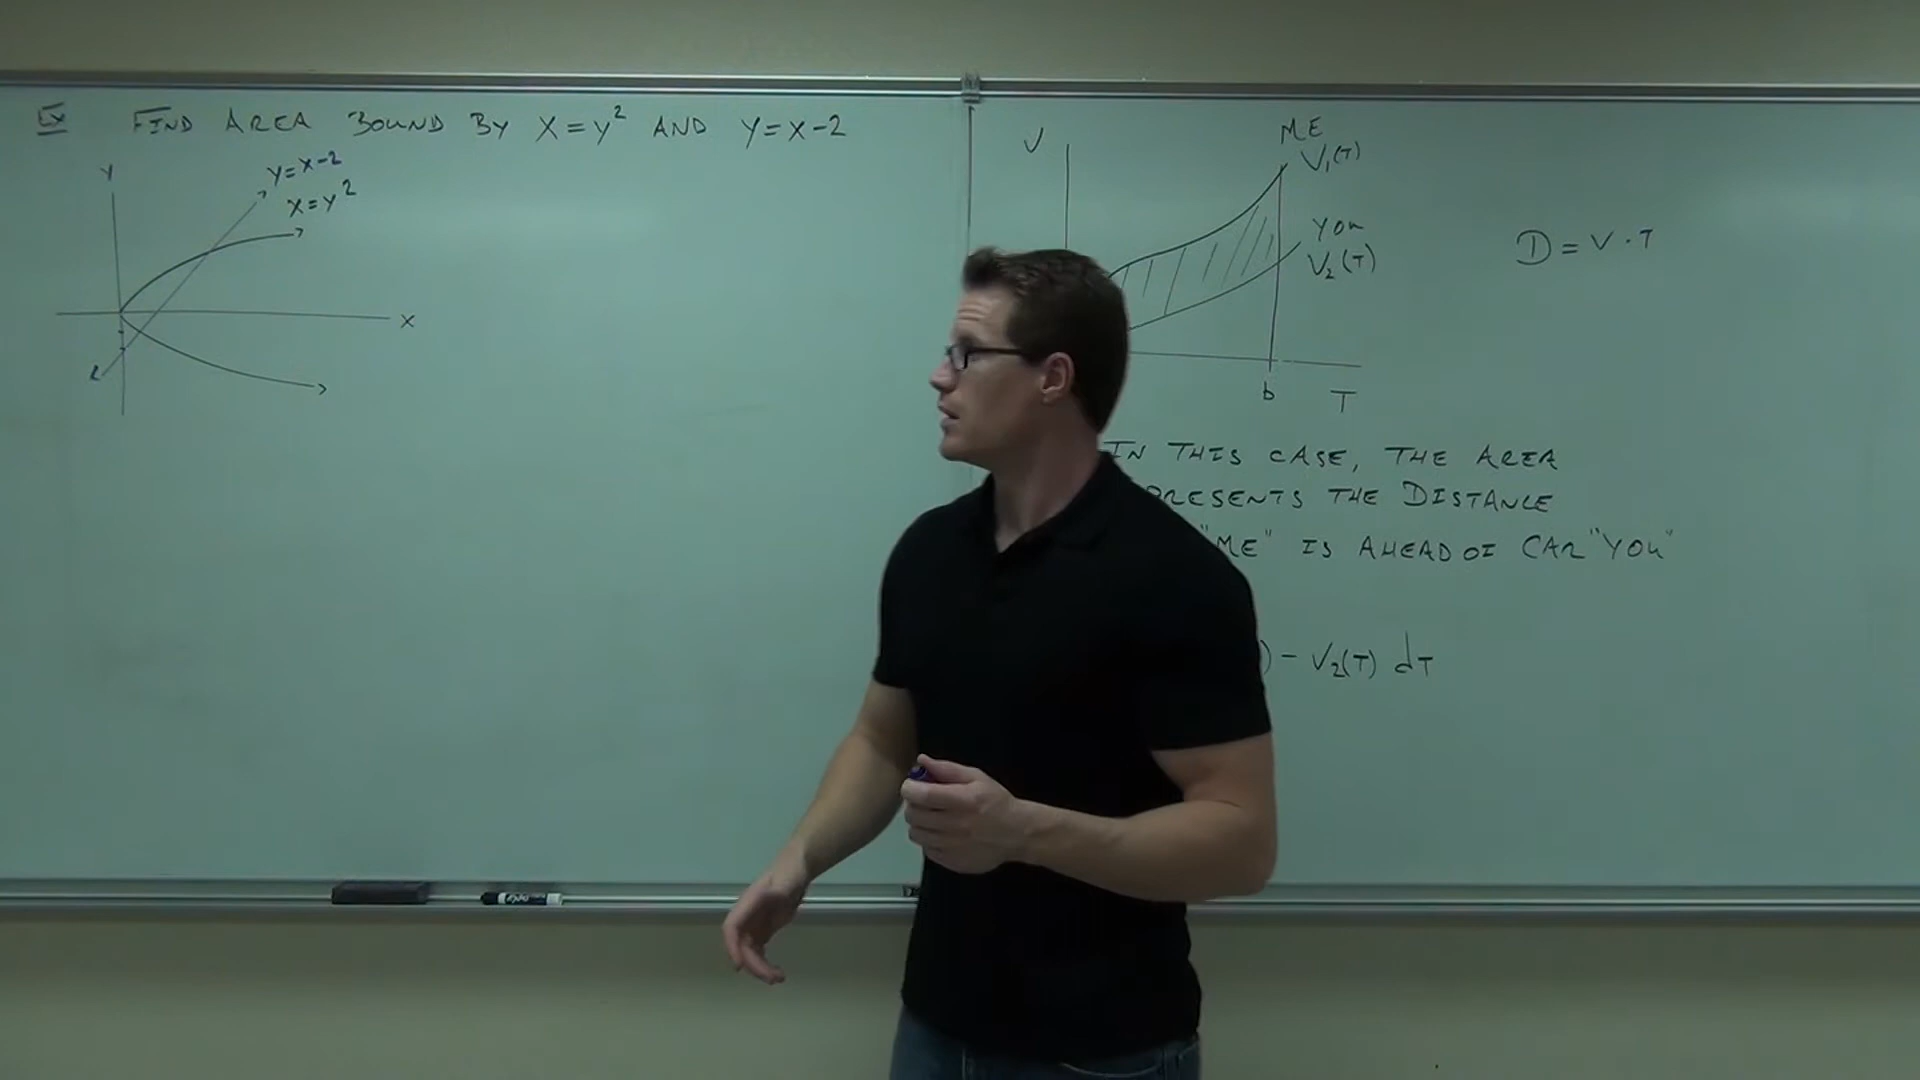 Ex FIND AREA BOUND BY X = y² AND Y = X-2
Y
Y = X-2
X = y²
X
V
ME
V₁(T)
YOU
V₂(T)
b
T
D = V · T
IN THIS CASE, THE AREA
PRESENTS THE DISTANCE
"ME" IS AHEAD OF CAR "YOU"
) - V₂(T) dT
EXPO